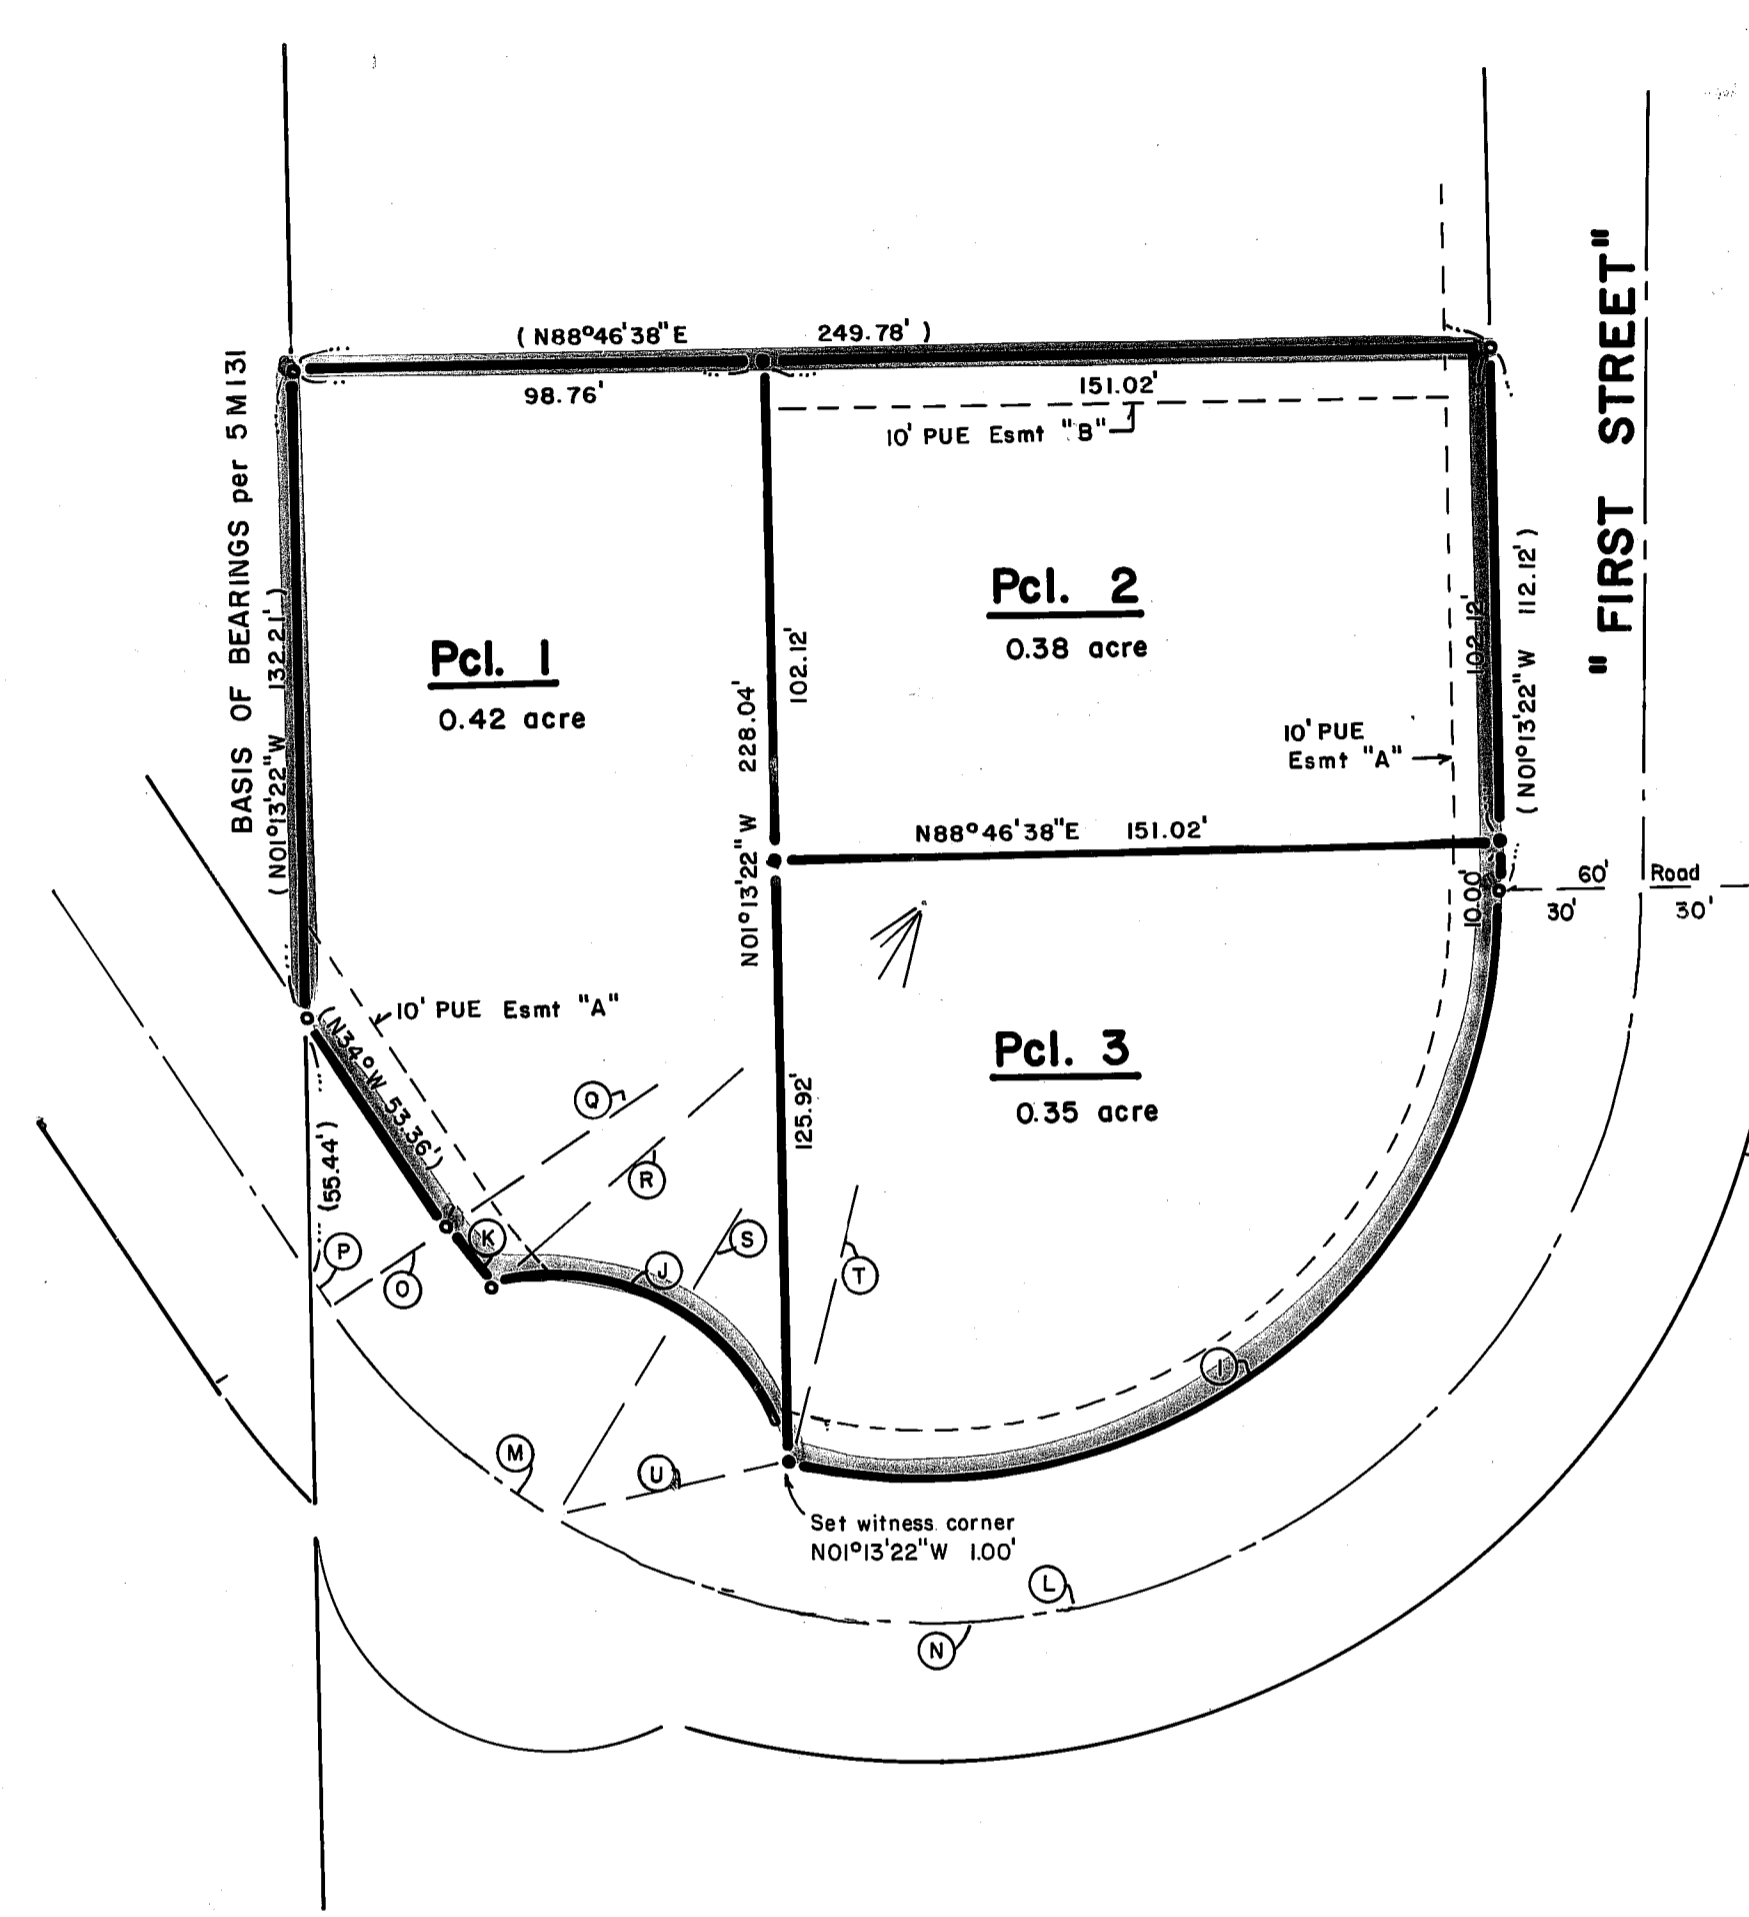 ( N88°46'38"E 249.78' )
98.76'
151.02'
10' PUE Esmt "B"
BASIS OF BEARINGS per 5 M 131
(N01°13'22"W 132.21')
Pcl. 1
0.42 acre
N01°13'22"W 228.04'
102.12'
Pcl. 2
0.38 acre
102.12'
(N01°13'22"W 112.12')
"FIRST STREET"
10' PUE
Esmt "A"
N88°46'38"E 151.02'
10.00'
60'
Road
30'
30'
10' PUE Esmt "A"
(N34°W 53.36')
(55.44')
125.92'
Pcl. 3
0.35 acre
Q
R
S
T
K
J
P
O
I
M
U
Set witness corner
N01°13'22"W 1.00'
L
N